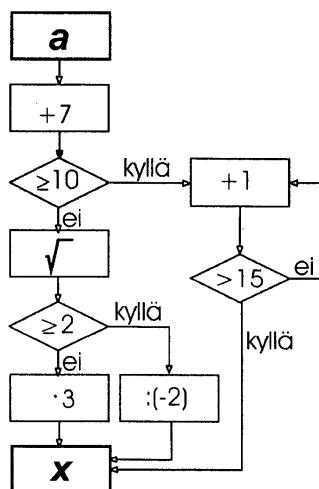 a
+7
≥10
kyllä
+1
ei
√
>15
ei
≥2
kyllä
kyllä
ei
·3
:(-2)
x